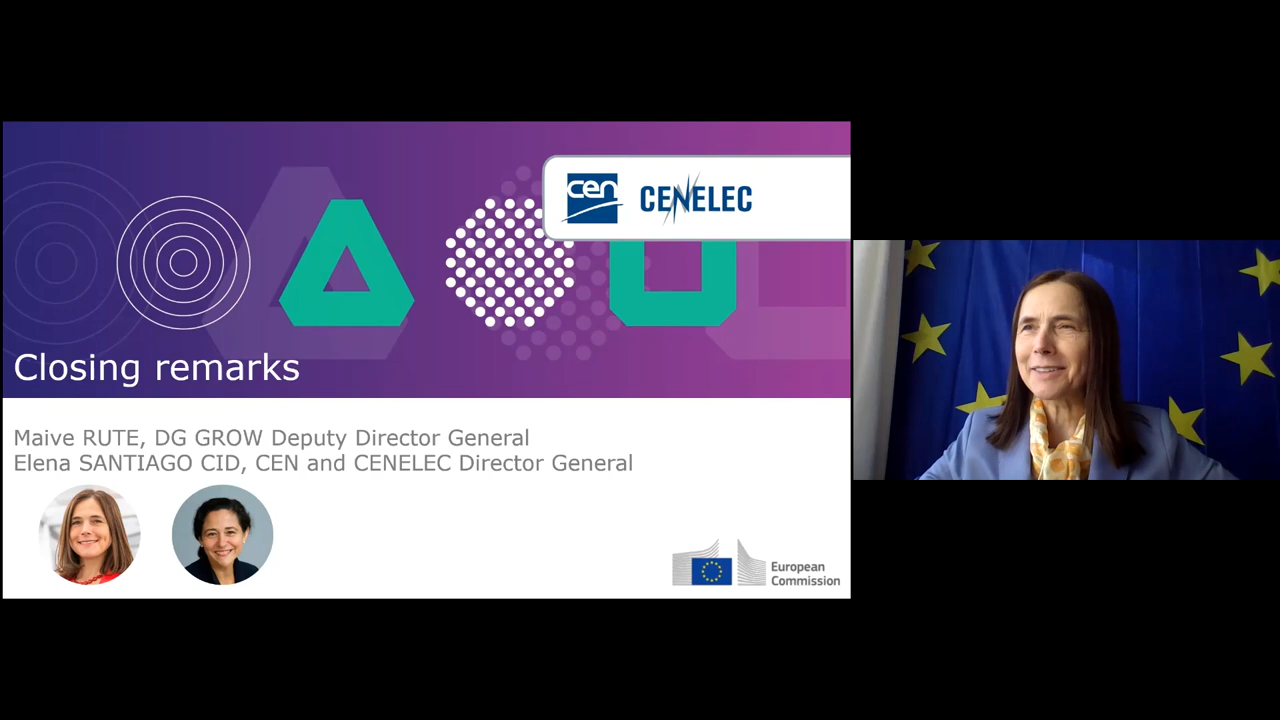 cen
CENELEC
Closing remarks
Maive RUTE, DG GROW Deputy Director General
Elena SANTIAGO CID, CEN and CENELEC Director General
European
Commission